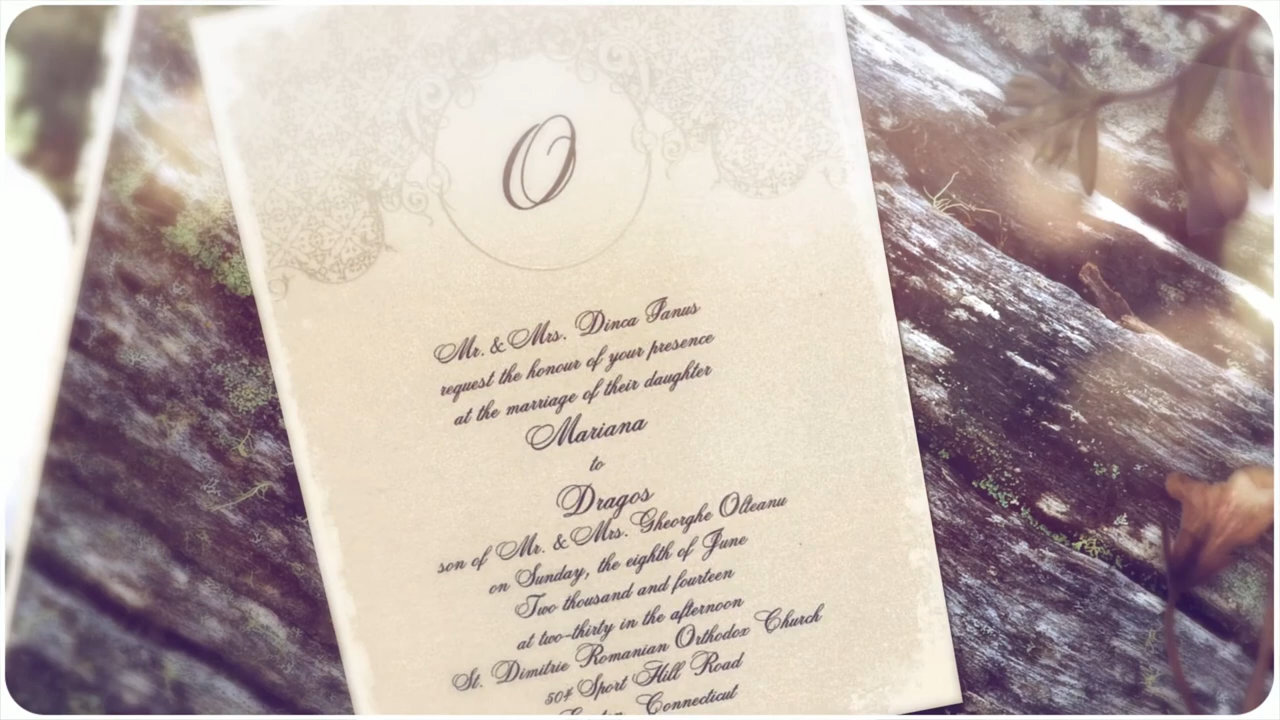 O
Mr. & Mrs. Dinca Ianus
request the honour of your presence
at the marriage of their daughter
Mariana
to
Dragos
son of Mr. & Mrs. Gheorghe Olteanu
on Sunday, the eighth of June
Two thousand and fourteen
at two-thirty in the afternoon
St. Dimitrie Romanian Orthodox Church
504 Sport Hill Road
Connecticut